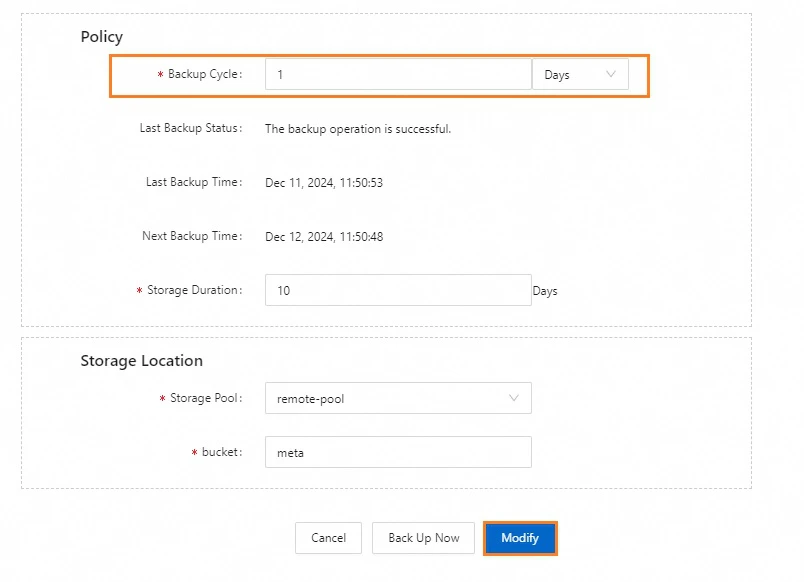 Policy
* Backup Cycle: 1 Days
Last Backup Status: The backup operation is successful.
Last Backup Time: Dec 11, 2024, 11:50:53
Next Backup Time: Dec 12, 2024, 11:50:48
* Storage Duration: 10 Days
Storage Location
* Storage Pool: remote-pool
* bucket: meta
Cancel Back Up Now Modify